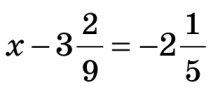 x − 3 2/9 = −2 1/5